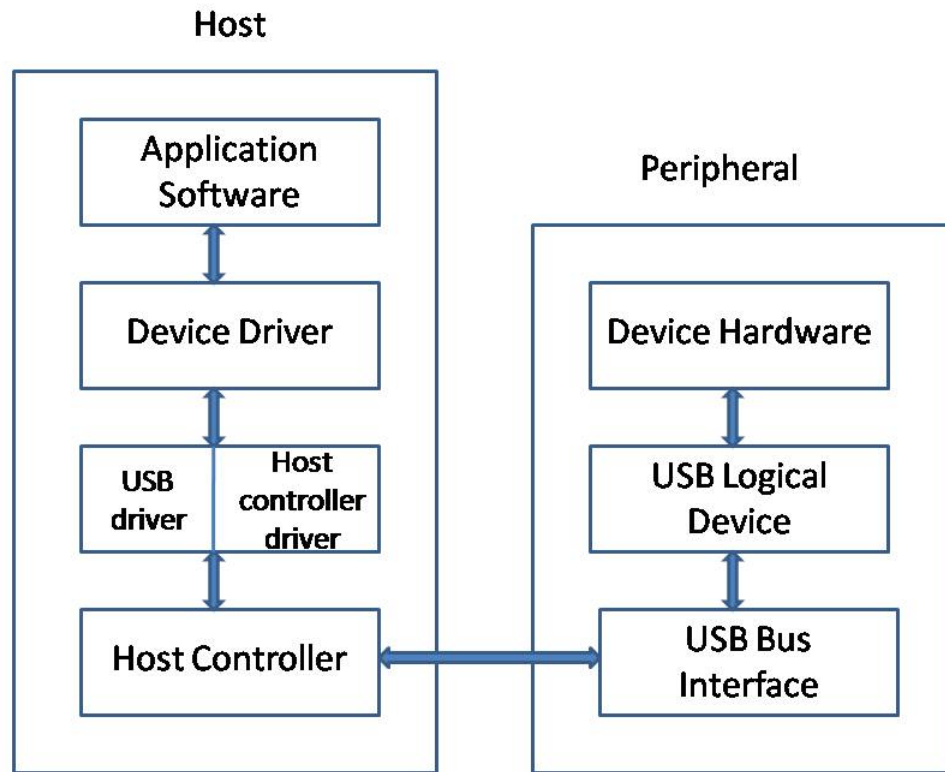 Host
Application
Software
Device Driver
USB
driver
Host
controller
driver
Host Controller
Peripheral
Device Hardware
USB Logical
Device
USB Bus
Interface